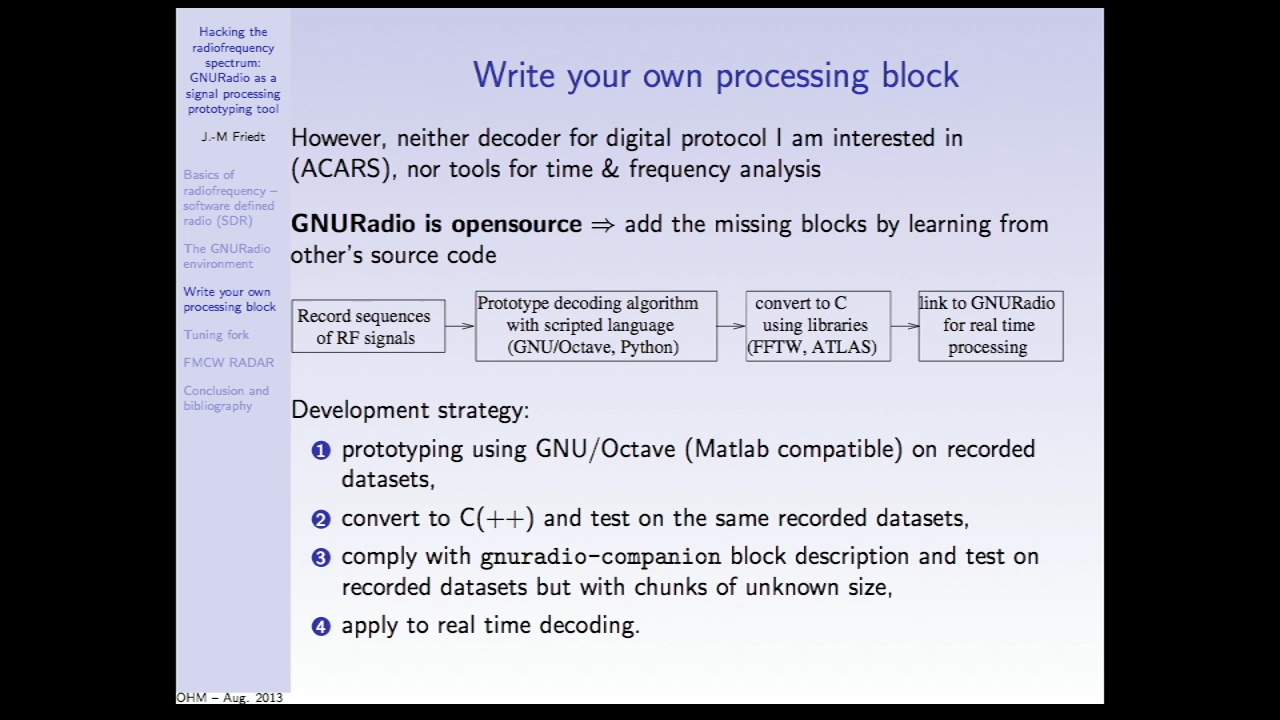 Hacking the
radiofrequency
spectrum:
GNURadio as a
signal processing
prototyping tool
J.-M Friedt
Basics of
radiofrequency –
software defined
radio (SDR)
The GNURadio
environment
Write your own
processing block
Tuning fork
FMCW RADAR
Conclusion and
bibliography
OHM – Aug. 2013
Write your own processing block
However, neither decoder for digital protocol I am interested in
(ACARS), nor tools for time & frequency analysis
GNURadio is opensource ⇒ add the missing blocks by learning from
other's source code
Record sequences
of RF signals
Prototype decoding algorithm
with scripted language
(GNU/Octave, Python)
convert to C
using libraries
(FFTW, ATLAS)
link to GNURadio
for real time
processing
Development strategy:
1 prototyping using GNU/Octave (Matlab compatible) on recorded
datasets,
2 convert to C(++) and test on the same recorded datasets,
3 comply with gnuradio-companion block description and test on
recorded datasets but with chunks of unknown size,
4 apply to real time decoding.